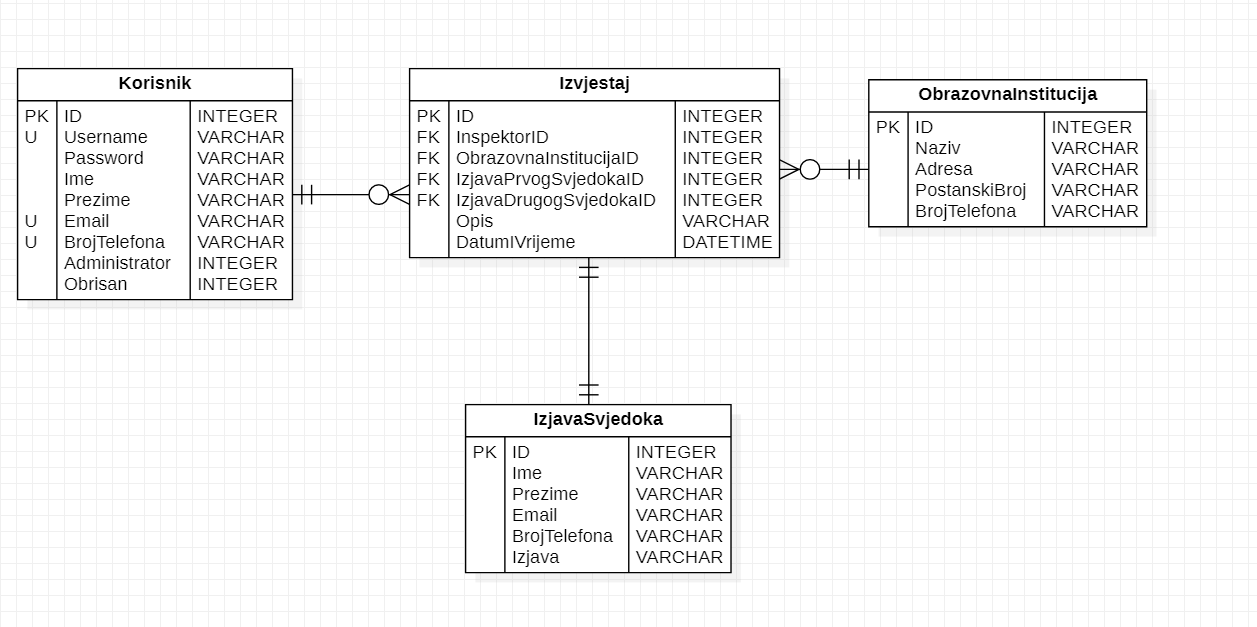 Korisnik
PK ID INTEGER
U Username VARCHAR
Password VARCHAR
Ime VARCHAR
Prezime VARCHAR
U Email VARCHAR
U BrojTelefona VARCHAR
Administrator INTEGER
Obrisan INTEGER
Izvjestaj
PK ID INTEGER
FK InspektorID INTEGER
FK ObrazovnaInstitucijaID INTEGER
FK IzjavaPrvogSvjedokaID INTEGER
FK IzjavaDrugogSvjedokaID INTEGER
Opis VARCHAR
DatumIVrijeme DATETIME
ObrazovnaInstitucija
PK ID INTEGER
Naziv VARCHAR
Adresa VARCHAR
PostanskiBroj VARCHAR
BrojTelefona VARCHAR
IzjavaSvjedoka
PK ID INTEGER
Ime VARCHAR
Prezime VARCHAR
Email VARCHAR
BrojTelefona VARCHAR
Izjava VARCHAR